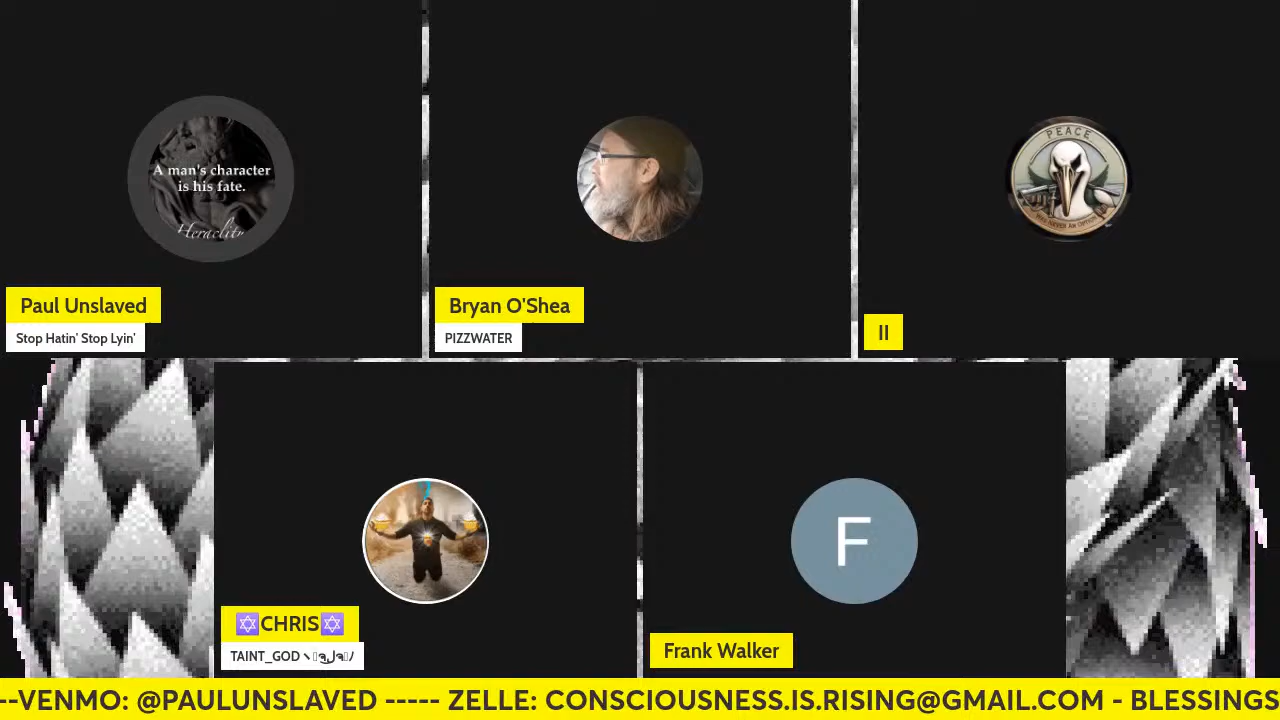 A man's character
is his fate.
Paul Unslaved
Stop Hatin' Stop Lyin'
Bryan O'Shea
PIZZWATER
PEACE
II
✡CHRIS✡
TAINT_GOD
F
Frank Walker
--VENMO: @PAULUNSLAVED ----- ZELLE: CONSCIOUSNESS.IS.RISING@GMAIL.COM - BLESSINGS